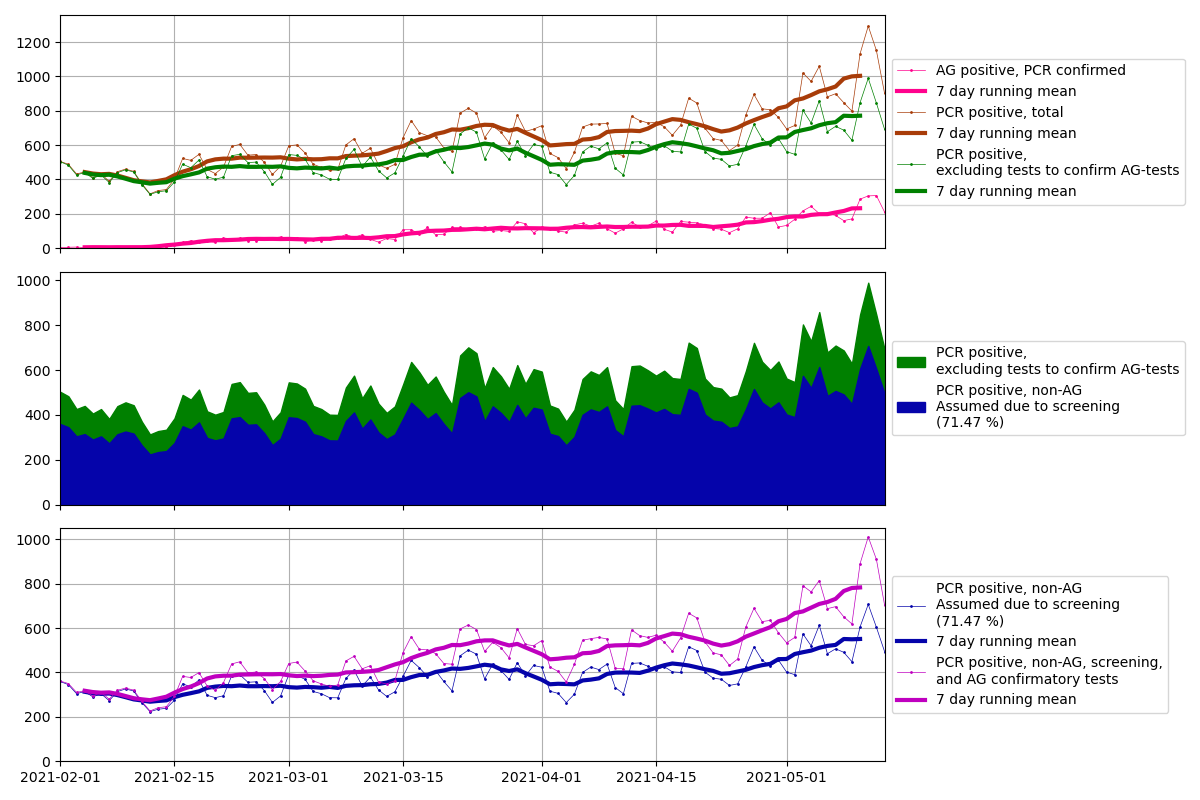 1200
1000
800
600
400
200
0
AG positive, PCR confirmed
7 day running mean
PCR positive, total
7 day running mean
PCR positive,
excluding tests to confirm AG-tests
7 day running mean
1000
800
600
400
200
0
PCR positive,
excluding tests to confirm AG-tests
PCR positive, non-AG
Assumed due to screening
(71.47 %)
1000
800
600
400
200
0
PCR positive, non-AG
Assumed due to screening
(71.47 %)
7 day running mean
PCR positive, non-AG, screening,
and AG confirmatory tests
7 day running mean
2021-02-01 2021-02-15 2021-03-01 2021-03-15 2021-04-01 2021-04-15 2021-05-01